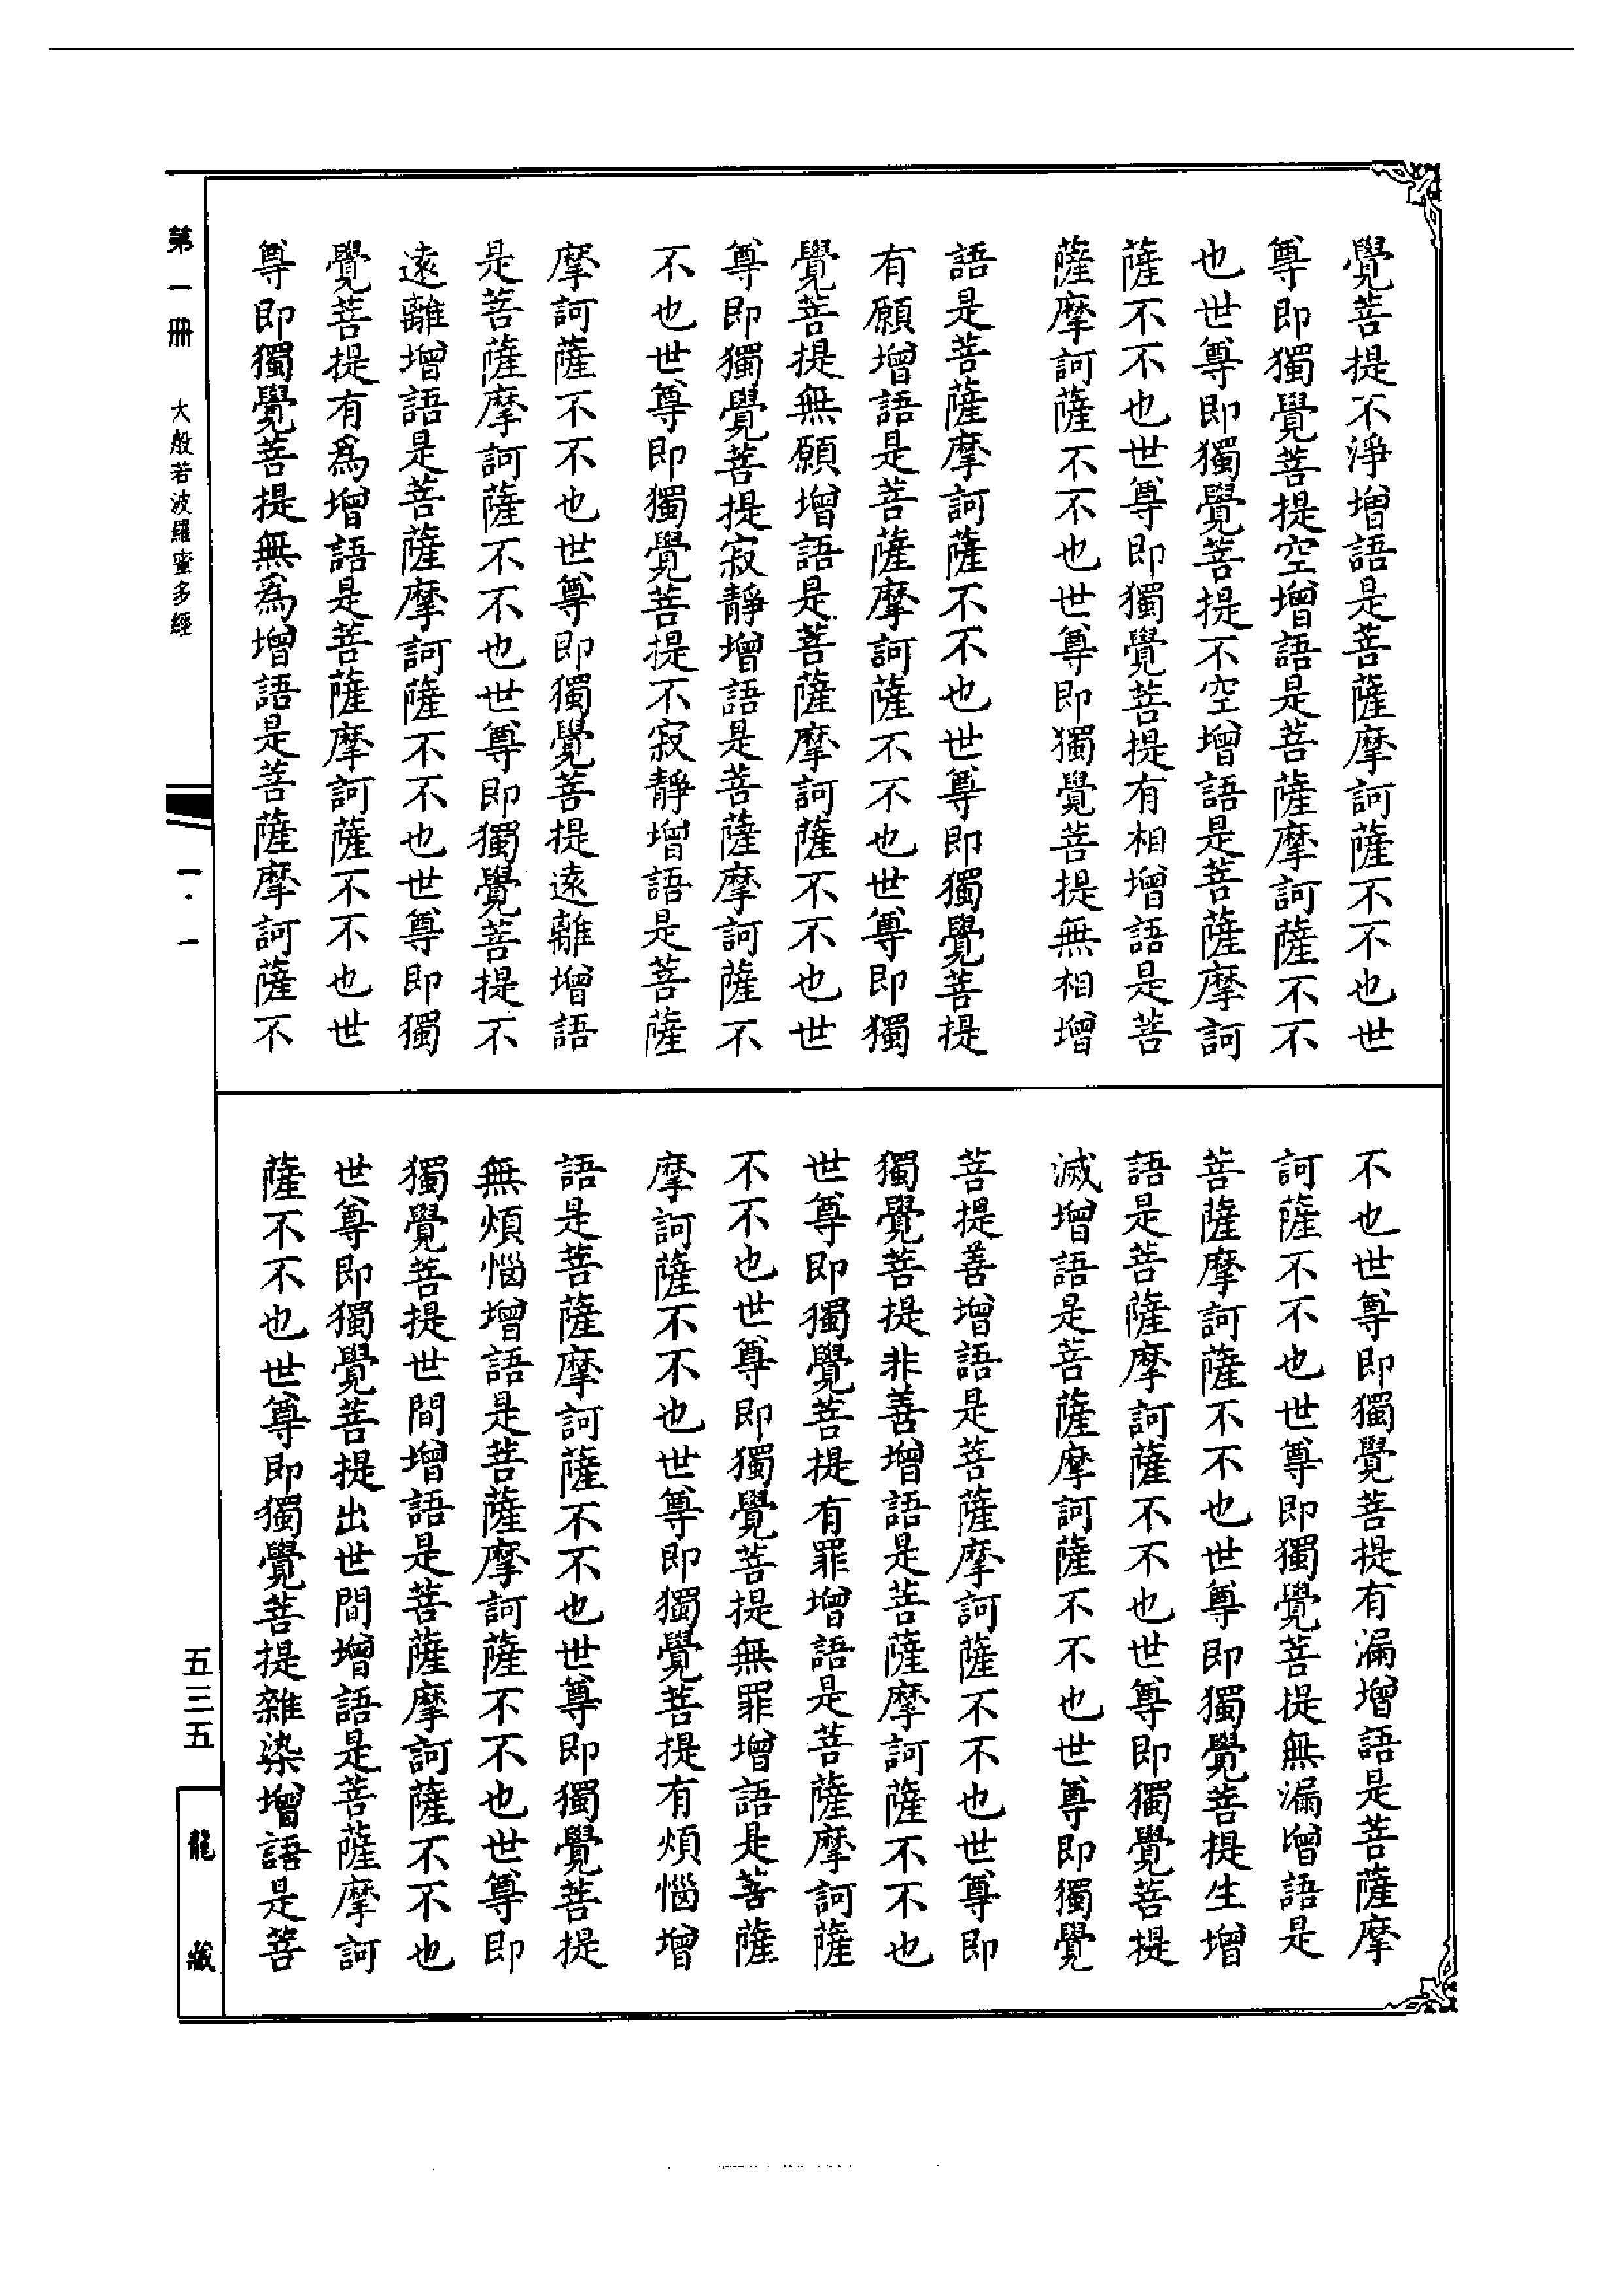 覺菩提不淨增語是菩薩摩訶薩不不也世
尊即獨覺菩提空增語是菩薩摩訶薩不不
也世尊即獨覺菩提不空增語是菩薩摩訶
薩不不也世尊即獨覺菩提有相增語是菩
薩摩訶薩不不也世尊即獨覺菩提無相增
語是菩薩摩訶薩不不也世尊即獨覺菩提
有願增語是菩薩摩訶薩不不也世尊即獨
覺菩提無願增語是菩薩摩訶薩不不也世
尊即獨覺菩提寂靜增語是菩薩摩訶薩不
不也世尊即獨覺菩提不寂靜增語是菩薩
摩訶薩不不也世尊即獨覺菩提遠離增語
是菩薩摩訶薩不不也世尊即獨覺菩提不
遠離增語是菩薩摩訶薩不不也世尊即獨
覺菩提有為增語是菩薩摩訶薩不不也世
尊即獨覺菩提無為增語是菩薩摩訶薩不
不也世尊即獨覺菩提有漏增語是菩薩摩
訶薩不不也世尊即獨覺菩提無漏增語是
菩薩摩訶薩不不也世尊即獨覺菩提生增
語是菩薩摩訶薩不不也世尊即獨覺菩提
滅增語是菩薩摩訶薩不不也世尊即獨覺
菩提善增語是菩薩摩訶薩不不也世尊即
獨覺菩提非善增語是菩薩摩訶薩不不也
世尊即獨覺菩提有罪增語是菩薩摩訶薩
不不也世尊即獨覺菩提無罪增語是菩薩
摩訶薩不不也世尊即獨覺菩提有煩惱增
語是菩薩摩訶薩不不也世尊即獨覺菩提
無煩惱增語是菩薩摩訶薩不不也世尊即
獨覺菩提世間增語是菩薩摩訶薩不不也
世尊即獨覺菩提出世間增語是菩薩摩訶
薩不不也世尊即獨覺菩提雜染增語是菩
第一冊 大般若波羅蜜多經 一·一 五三五
龍藏